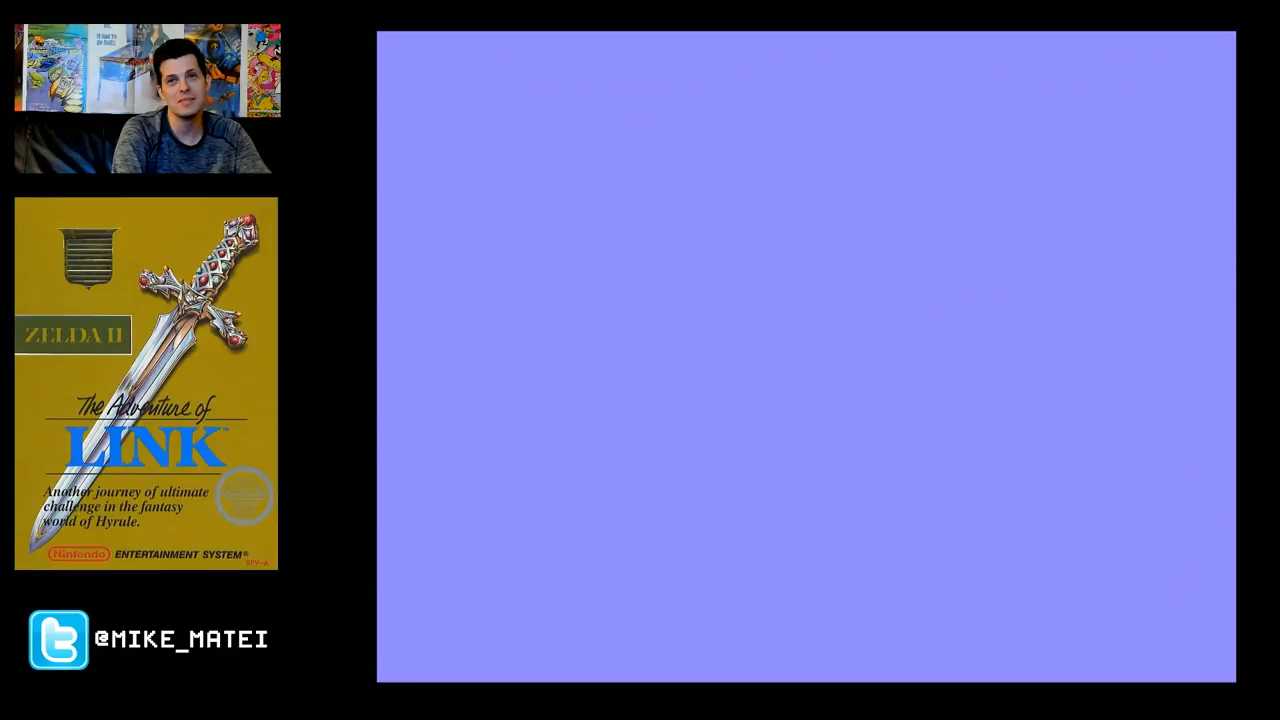 ZELDA II
The Adventure of
LINK™
Another journey of ultimate
challenge in the fantasy
world of Hyrule.
Nintendo ENTERTAINMENT SYSTEM®
@MIKE_MATEI